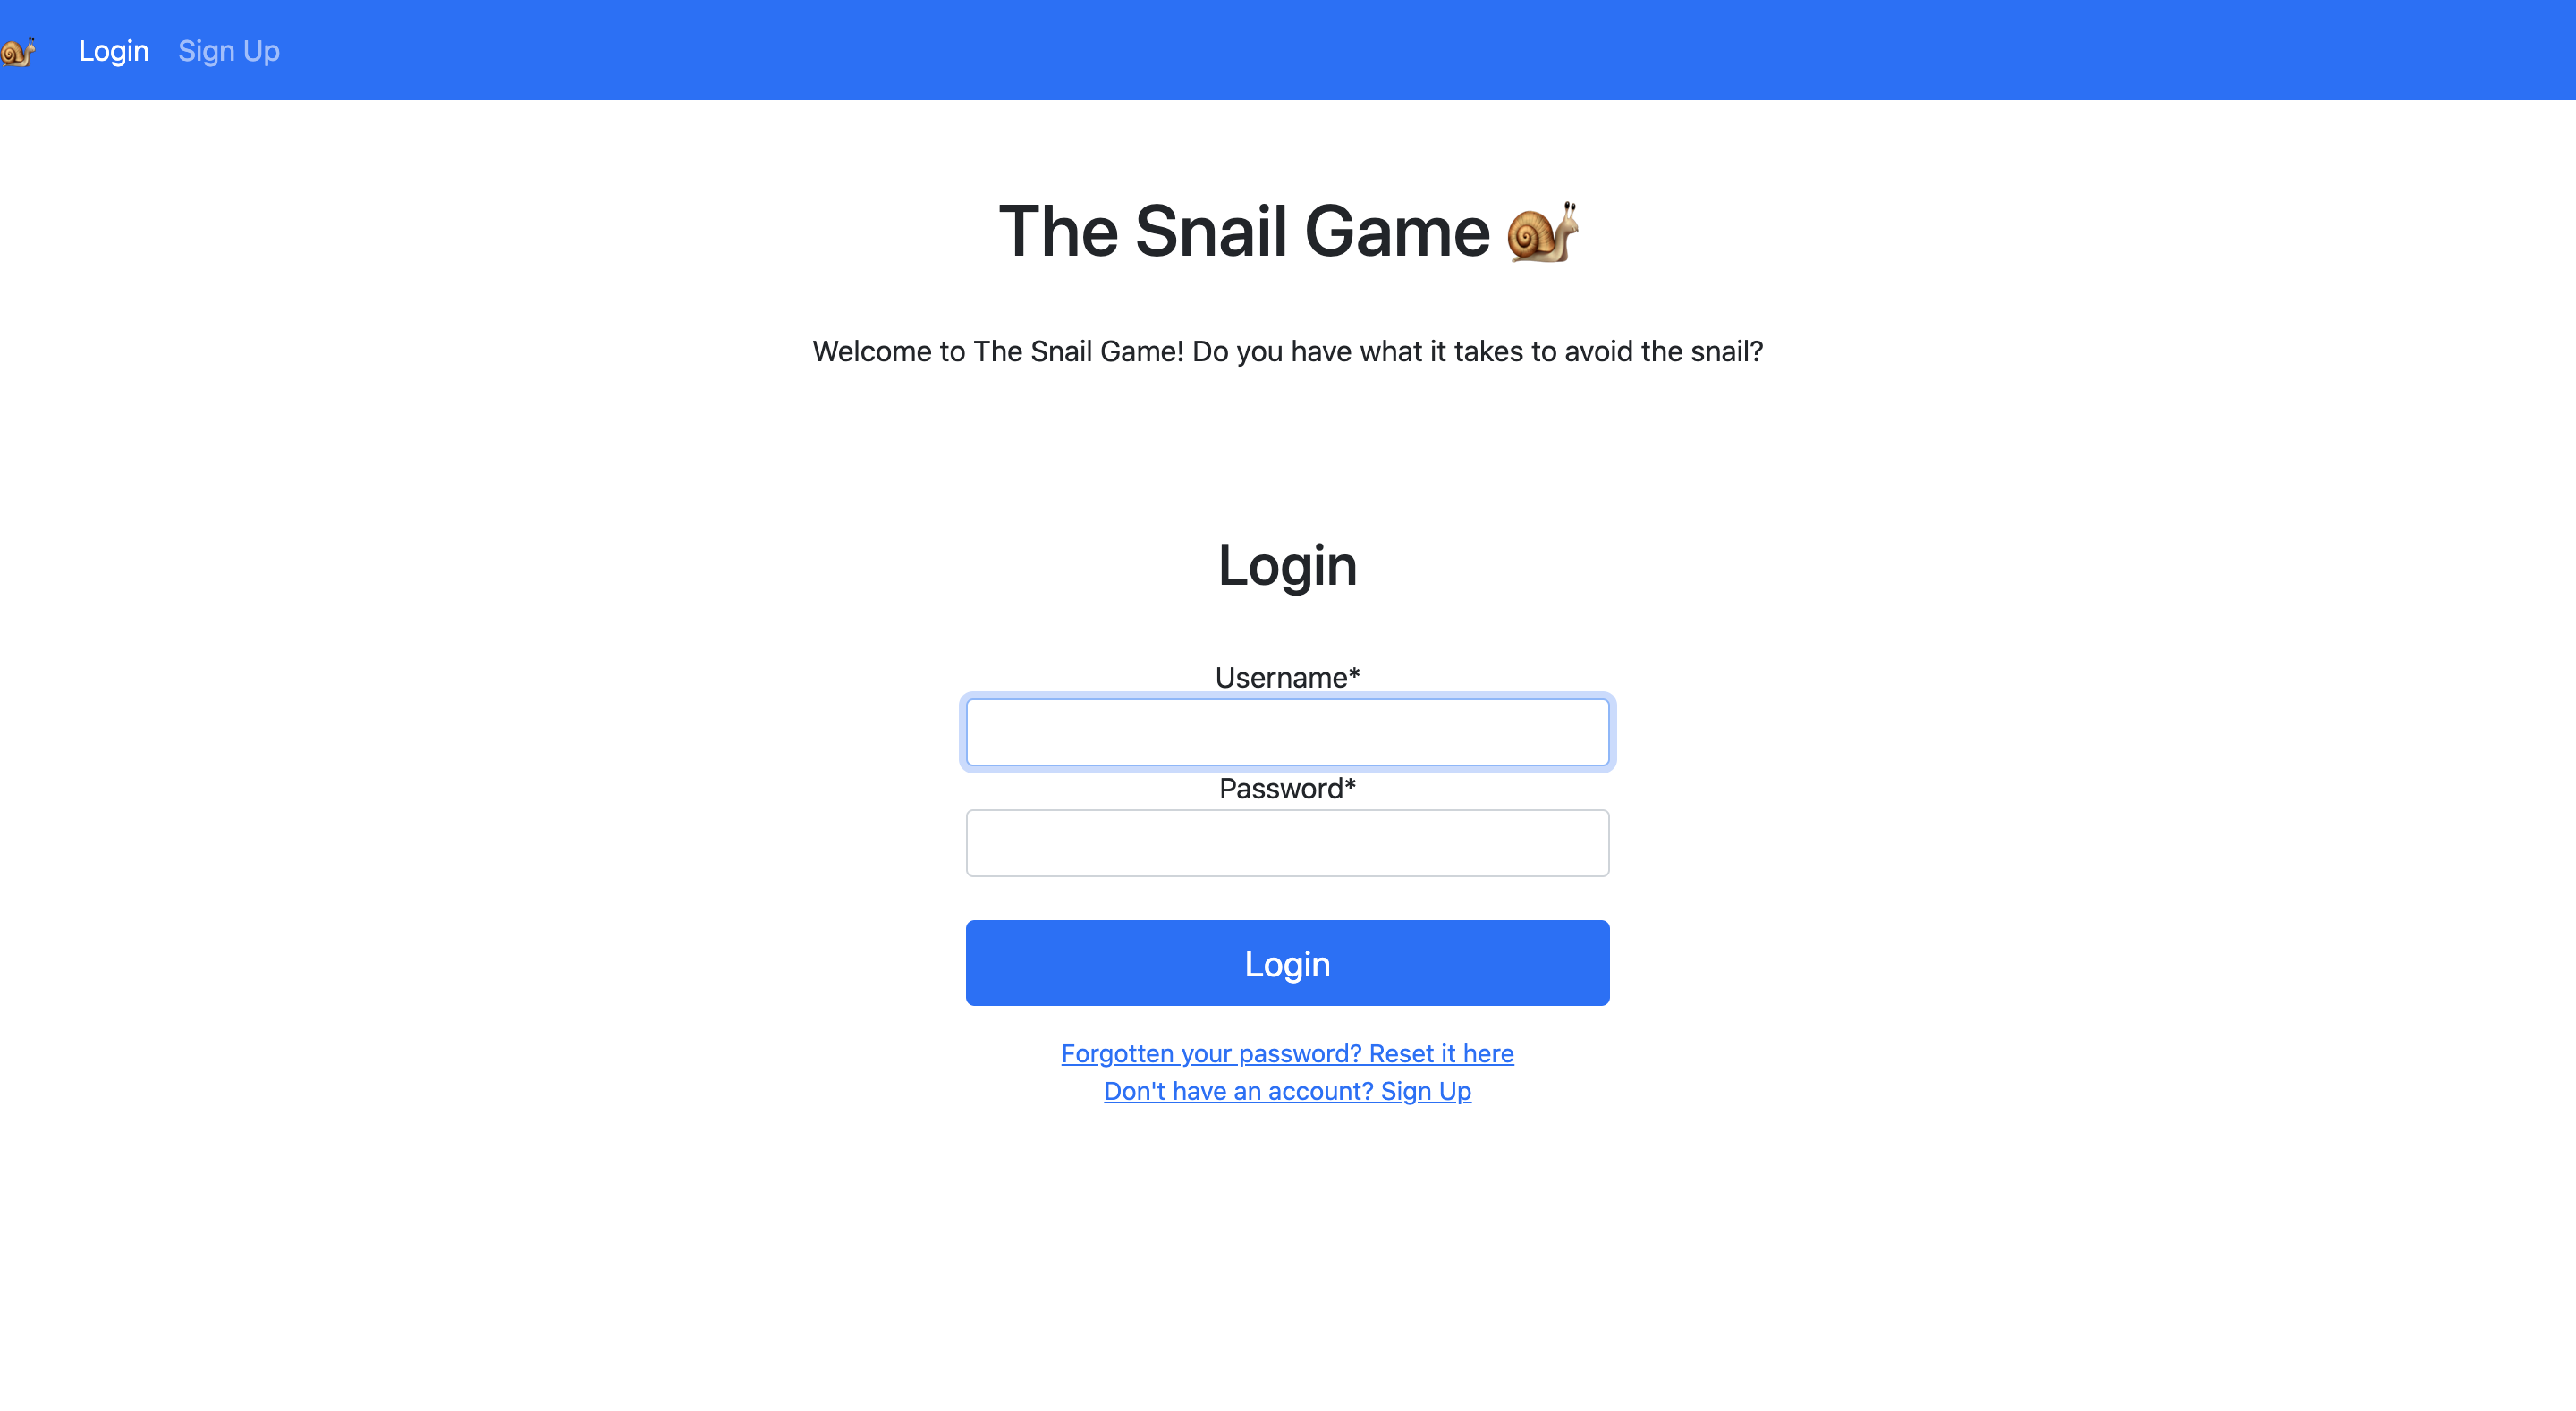 🐌 Login Sign Up
The Snail Game 🐌
Welcome to The Snail Game! Do you have what it takes to avoid the snail?
Login
Username*
Password*
Login
Forgotten your password? Reset it here
Don't have an account? Sign Up